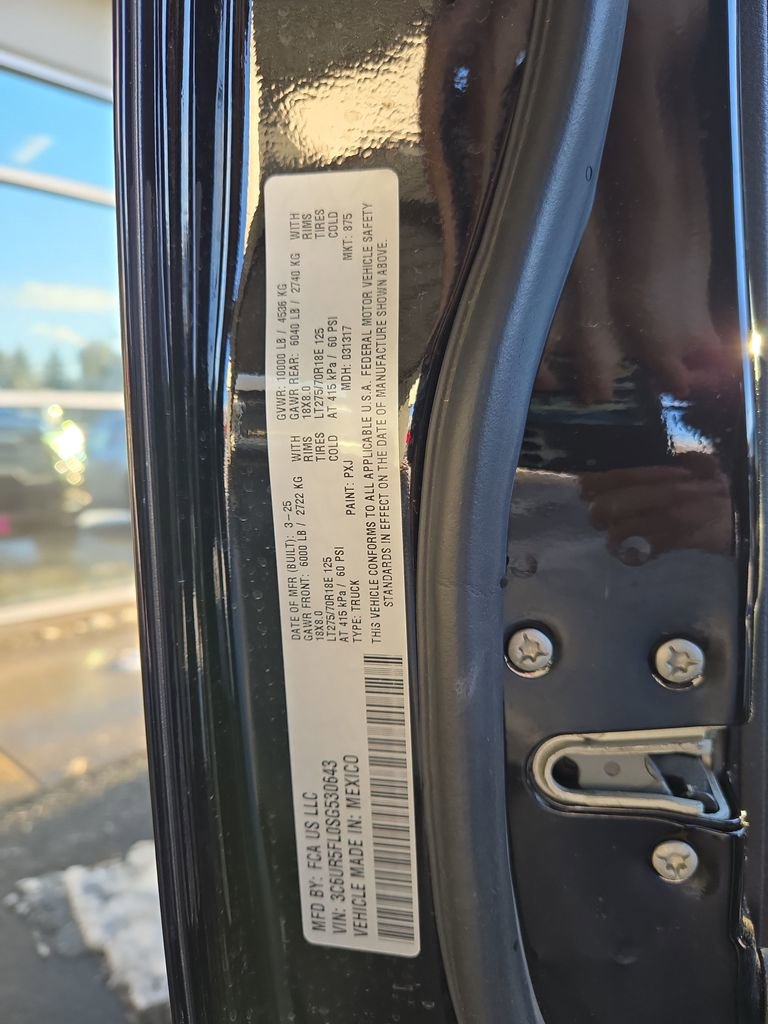 MFD BY: FCA US LLC
VIN: 3C6UR5FL0SG530643
VEHICLE MADE IN: MEXICO
DATE OF MFR (BUILT): 3-25 GVWR: 10000 LB / 4536 KG
GAWR FRONT: 6000 LB / 2722 KG WITH GAWR REAR: 6040 LB / 2740 KG WITH
18X8.0 RIMS 18X8.0 RIMS
LT275/70R18E 125 TIRES LT275/70R18E 125 TIRES
AT 415 kPa / 60 PSI COLD AT 415 kPa / 60 PSI COLD
TYPE: TRUCK PAINT: PXJ MDH: 031317 MKT: 875
THIS VEHICLE CONFORMS TO ALL APPLICABLE U.S.A. FEDERAL MOTOR VEHICLE SAFETY
STANDARDS IN EFFECT ON THE DATE OF MANUFACTURE SHOWN ABOVE.